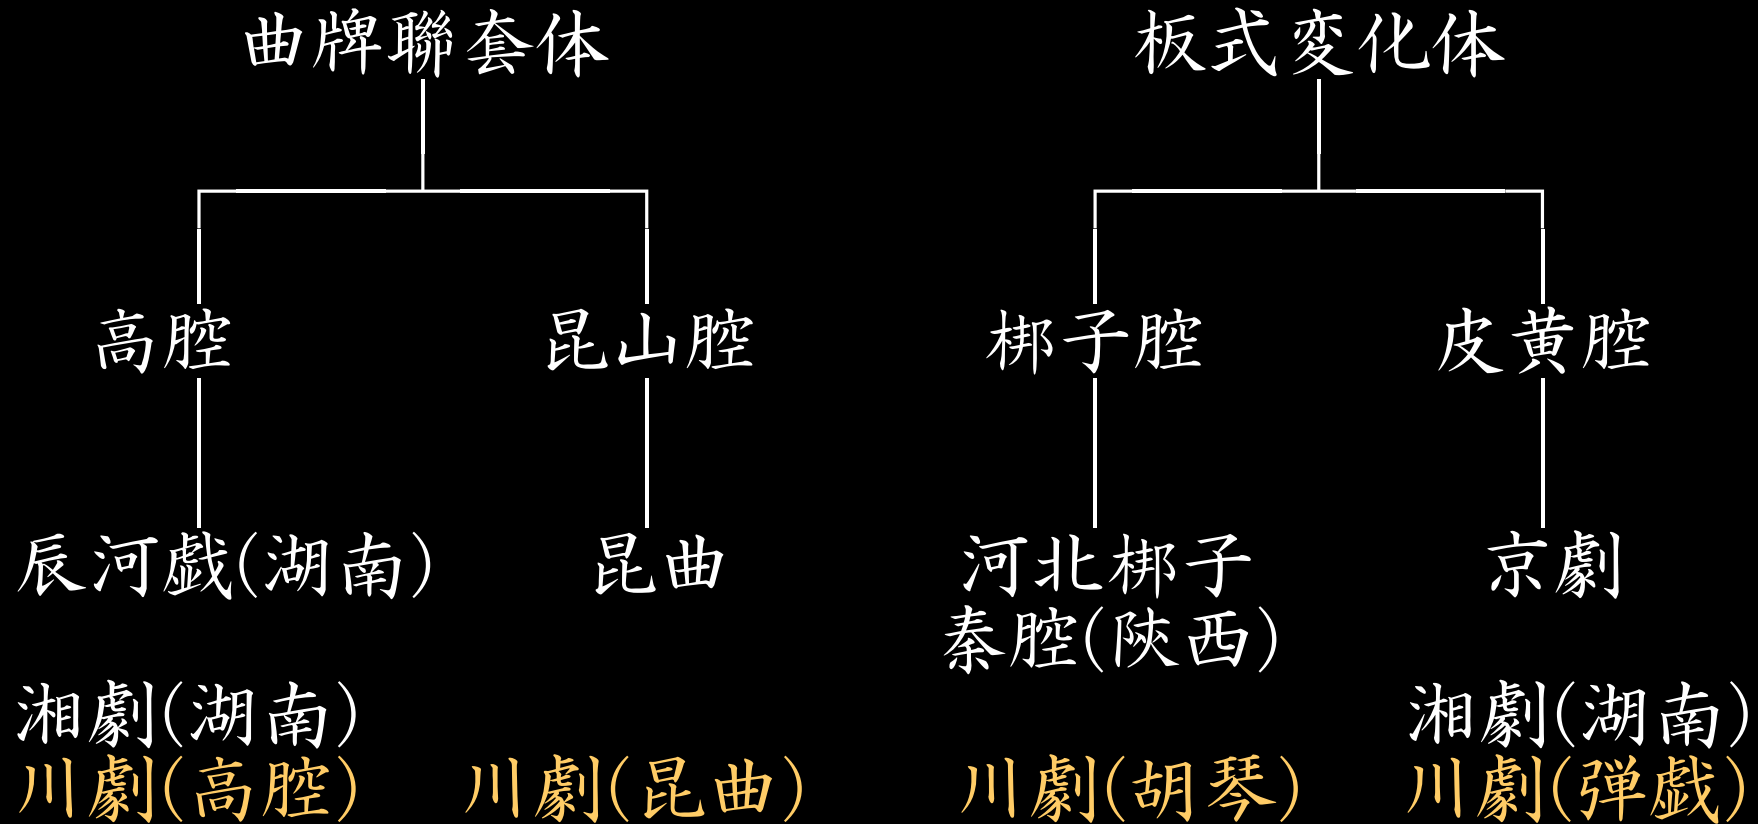 曲牌聯套体 板式変化体
高腔 昆山腔 梆子腔 皮黄腔
辰河戯(湖南) 昆曲 河北梆子 京劇
秦腔(陝西)
湘劇(湖南) 湘劇(湖南)
川劇(高腔) 川劇(昆曲) 川劇(胡琴) 川劇(弾戯)